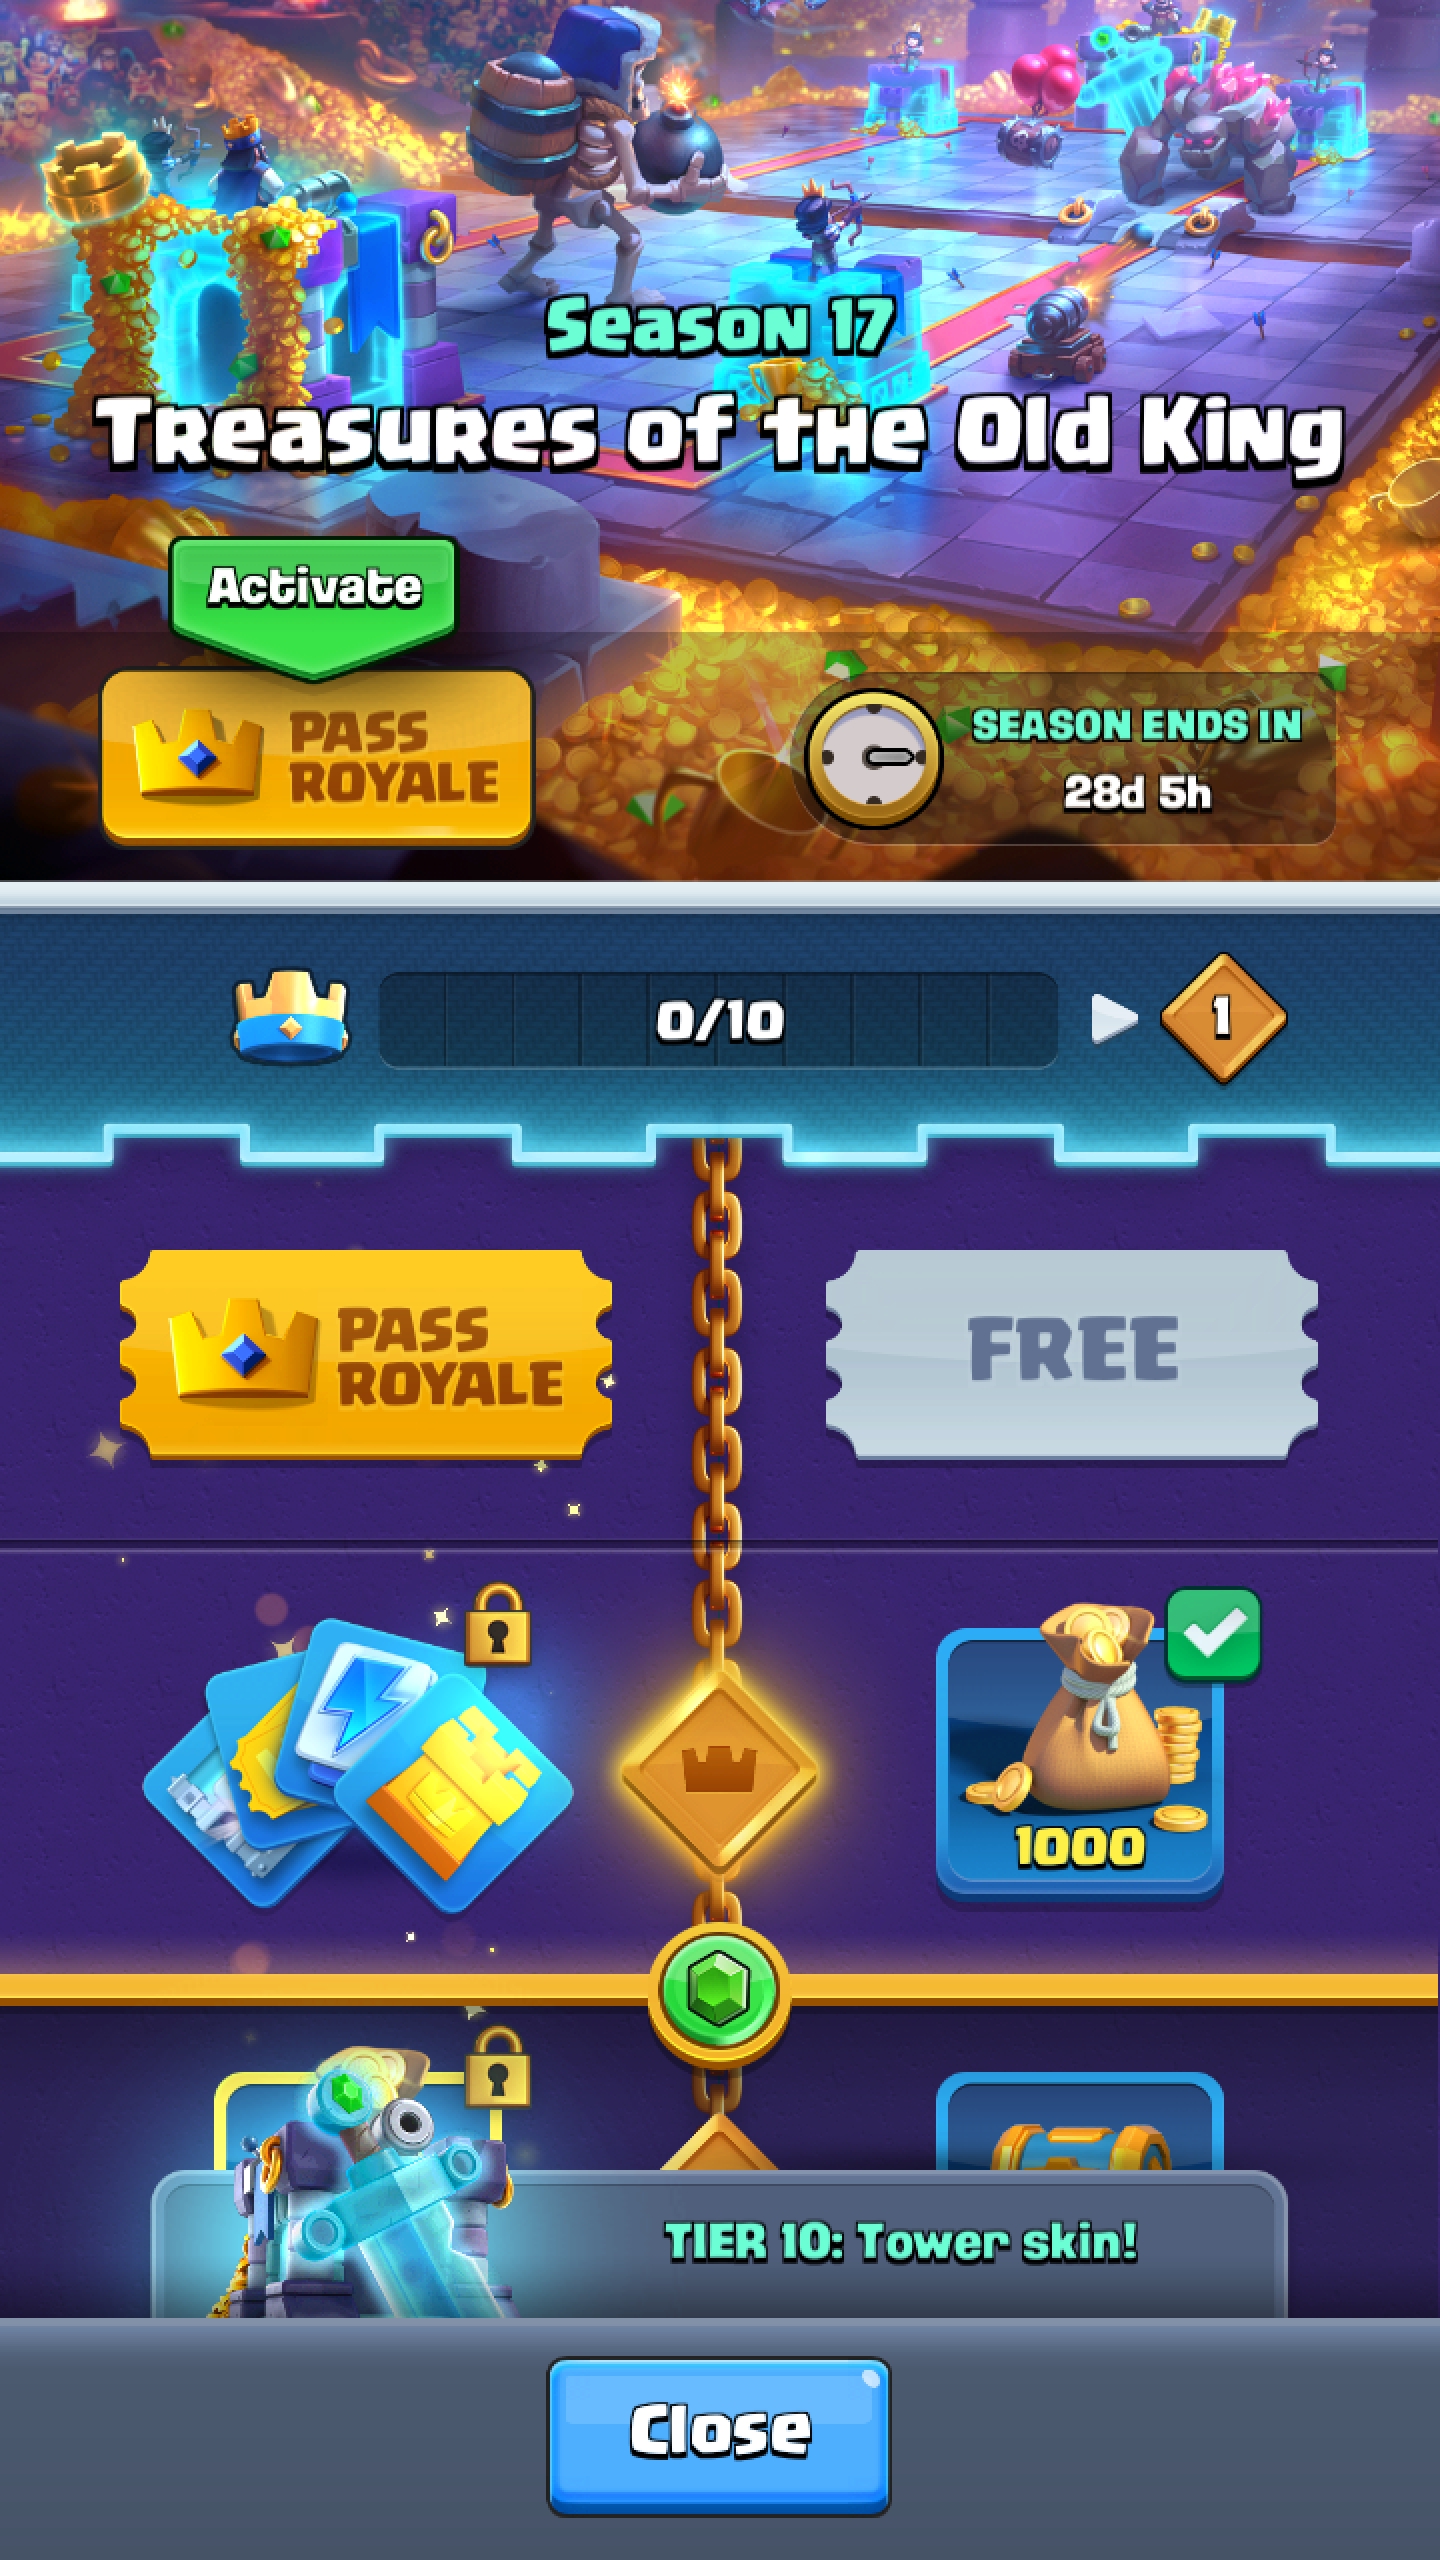 Season 17
Treasures of the Old King
Activate
PASS
ROYALE
SEASON ENDS IN
28d 5h
0/10
1
PASS
ROYALE
FREE
1000
TIER 10: Tower skin!
Close